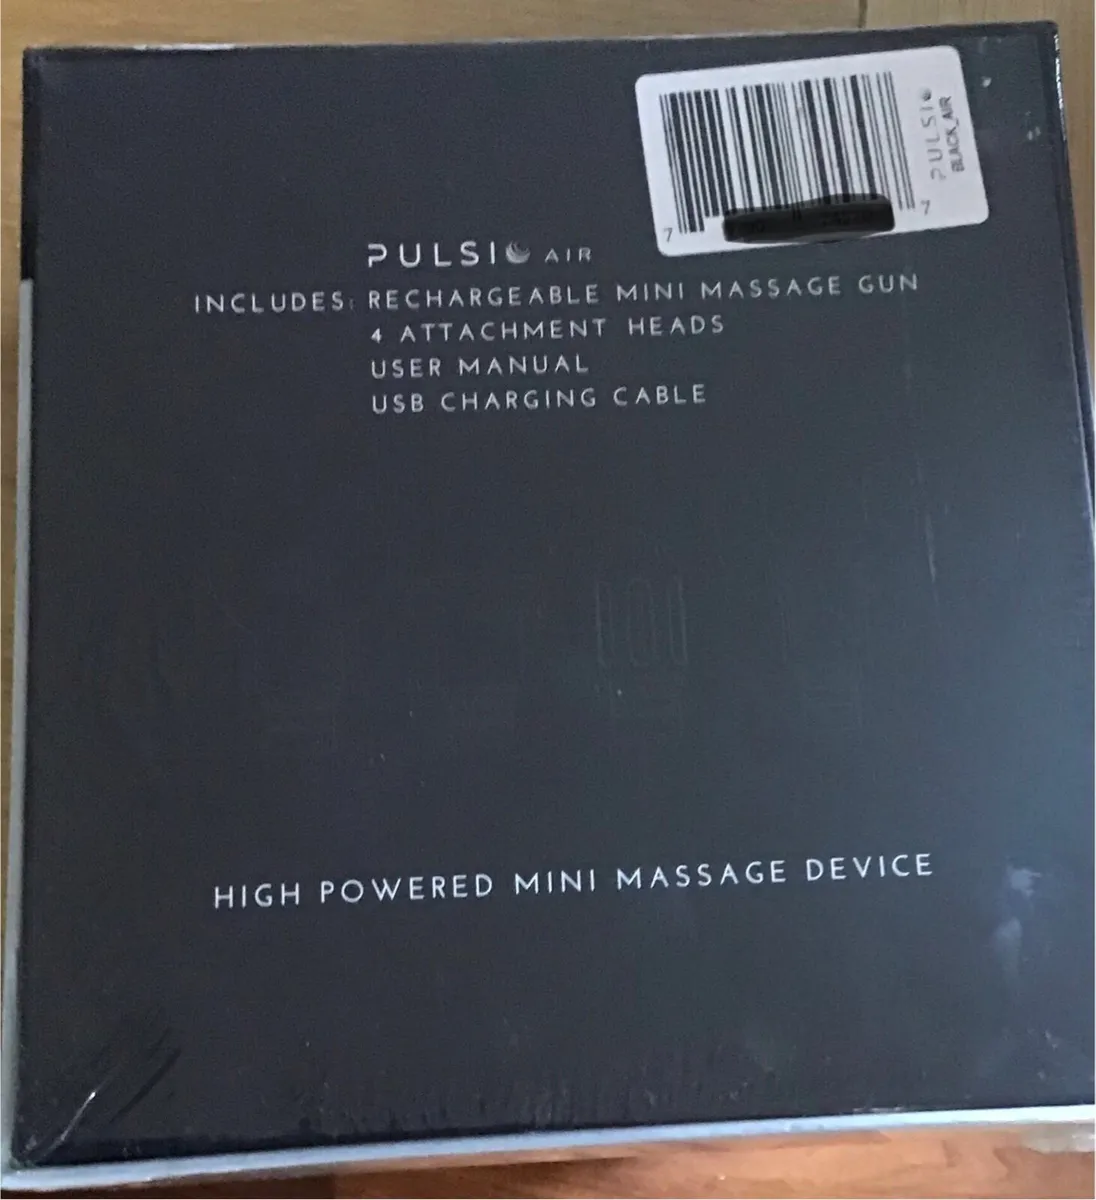 PULSIO
BLACK_AIR
7
7
PULSIO AIR
INCLUDES: RECHARGEABLE MINI MASSAGE GUN
4 ATTACHMENT HEADS
USER MANUAL
USB CHARGING CABLE
HIGH POWERED MINI MASSAGE DEVICE